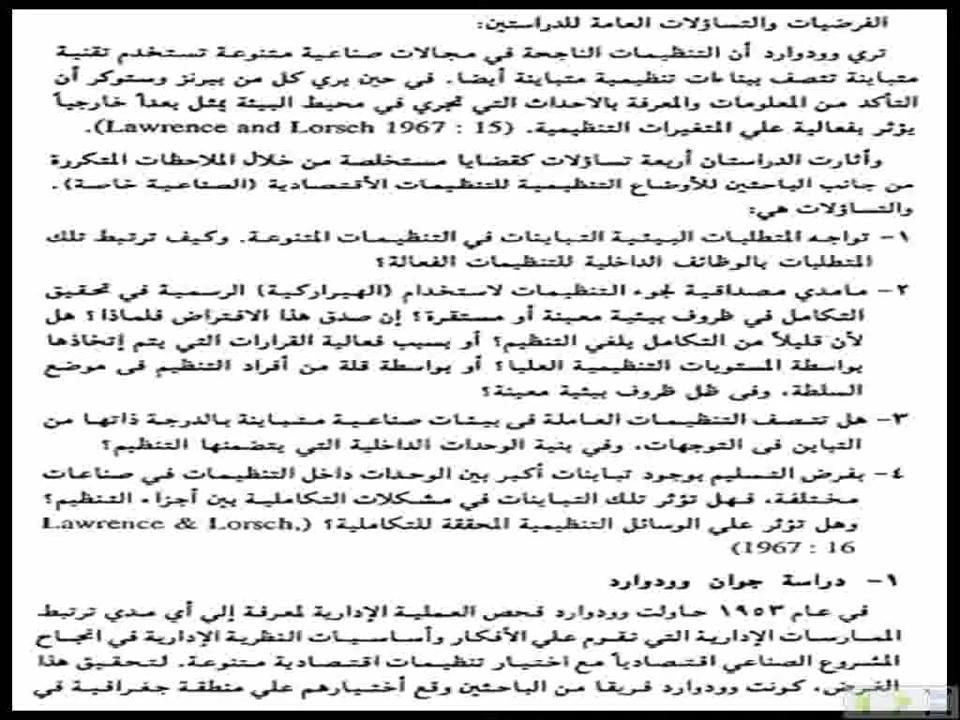 الفرضيات والتساؤلات العامة للدراستين:
تري وودوارد أن التنظيمات الناجحة في مجالات صناعية متنوعة تستخدم تقنية
متباينة تتصف ببناءات تنظيمية متباينة أيضا. في حين يري كل من بيرنز وستوكر أن
التأكد من المعلومات والمعرفة بالاحداث التي تجري في محيط البيئة يمثل بعداً خارجياً
يؤثر بفعالية علي المتغيرات التنظيمية. (Lawrence and Lorsch 1967 : 15).
وأثارت الدراستان أربعة تساؤلات كقضايا مستخلصة من خلال الملاحظات المتكررة
من جانب الباحثين للأوضاع التنظيمية للتنظيمات الأقتصادية (الصناعية خاصة).
والتساؤلات هي:
١- تواجه المتطلبات البيئية التباينات في التنظيمات المتنوعة. وكيف ترتبط تلك
المتطلبات بالوظائف الداخلية للتنظيمات الفعالة؟
٢- مامدي مصداقية لجوء التنظيمات لاستخدام (الهيراركية) الرسمية في تحقيق
التكامل في ظروف بيئية معينة أو مستقرة؟ إن صدق هذا الافتراض فلماذا؟ هل
لأن قليلاً من التكامل يلغي التنظيم؟ أو بسبب فعالية القرارات التي يتم إتخاذها
بواسطة المستويات التنظيمية العليا؟ أو بواسطة قلة من أفراد التنظيم فى موضع
السلطة، وفى ظل ظروف بيئية معينة؟
٣- هل تتصف التنظيمات العاملة فى بيئات صناعية متباينة بالدرجة ذاتها من
التباين فى التوجهات، وفي بنية الوحدات الداخلية التي يتضمنها التنظيم؟
٤- بفرض التسليم بوجود تباينات أكبر بين الوحدات داخل التنظيمات في صناعات
مختلفة، فهل تؤثر تلك التباينات في مشكلات التكاملية بين أجزاء التنظيم؟
وهل تؤثر علي الوسائل التنظيمية المحققة للتكاملية؟ (Lawrence & Lorsch,
1967 : 16)
١- دراسة جوان وودوارد
في عام ١٩٥٣ حاولت وودوارد فحص العملية الإدارية لمعرفة إلي أي مدي ترتبط
الممارسات الإدارية التي تقوم علي الأفكار وأساسيات النظرية الإدارية في انجاح
المشروع الصناعي اقتصادياً مع اختيار تنظيمات اقتصادية متنوعة. لتحقيق هذا
الغرض، كونت وودوارد فريقا من الباحثين وقع أختيارهم علي منطقة جغرافية في